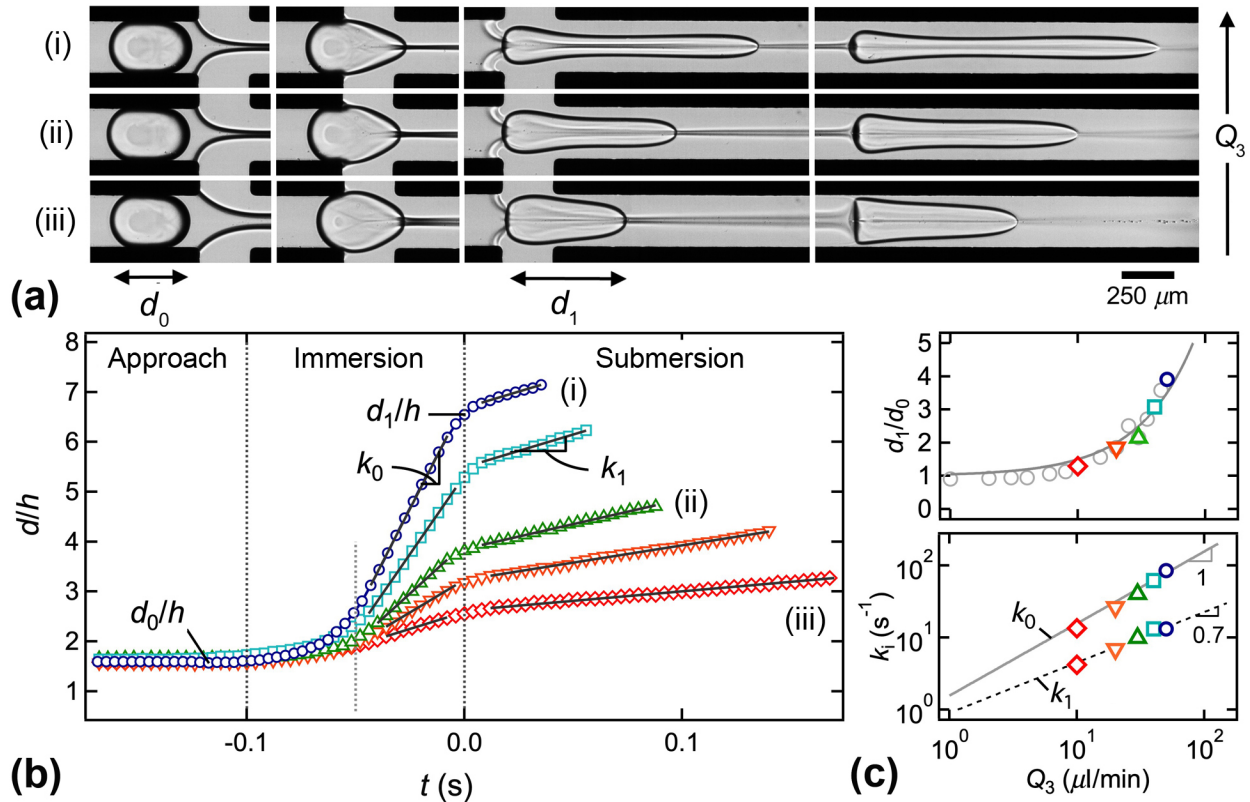 (i)
(ii)
(iii)
Q₃
(a)
d₀
d₁
250 μm
8
7
6
5
4
3
2
1
d/h
Approach
Immersion
Submersion
d₁/h
k₀
k₁
d₀/h
(i)
(ii)
(iii)
-0.1
0.0
0.1
t (s)
(b)
5
4
3
2
1
0
d₁/d₀
10²
10¹
10⁰
kᵢ(s⁻¹)
k₀
k₁
1
0.7
10⁰
10¹
10²
Q₃ (μl/min)
(c)